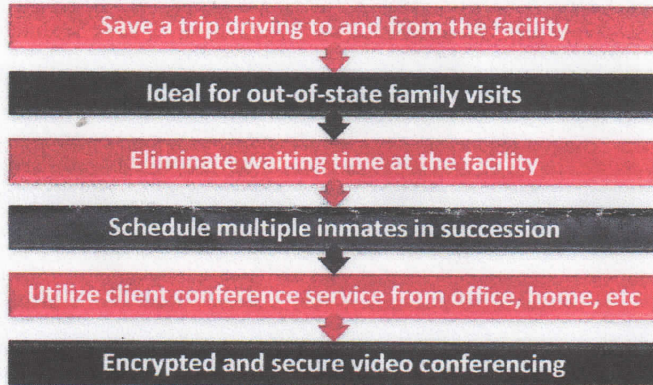 Save a trip driving to and from the facility
Ideal for out-of-state family visits
Eliminate waiting time at the facility
Schedule multiple inmates in succession
Utilize client conference service from office, home, etc
Encrypted and secure video conferencing